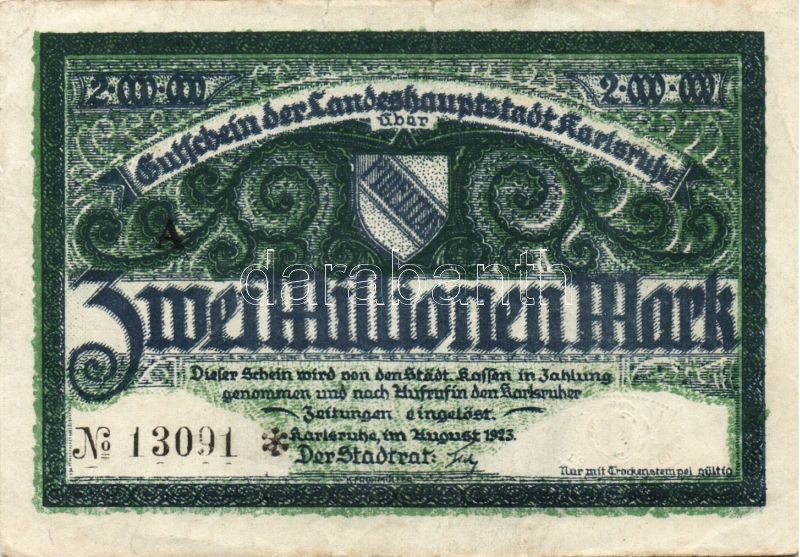 2·000·000
2·000·000
Gutschein der Landeshauptstadt Karlsruhe
über
A
Zwei Millionen Mark
Dieser Schein wird von den Städt. Kassen in Zahlung
genommen und nach Aufruf in den Karlsruher
Zeitungen eingelöst.
Karlsruhe, im August 1923.
Der Stadtrat:
№ 13091 *
Nur mit Trockenstempel gültig
darabanth